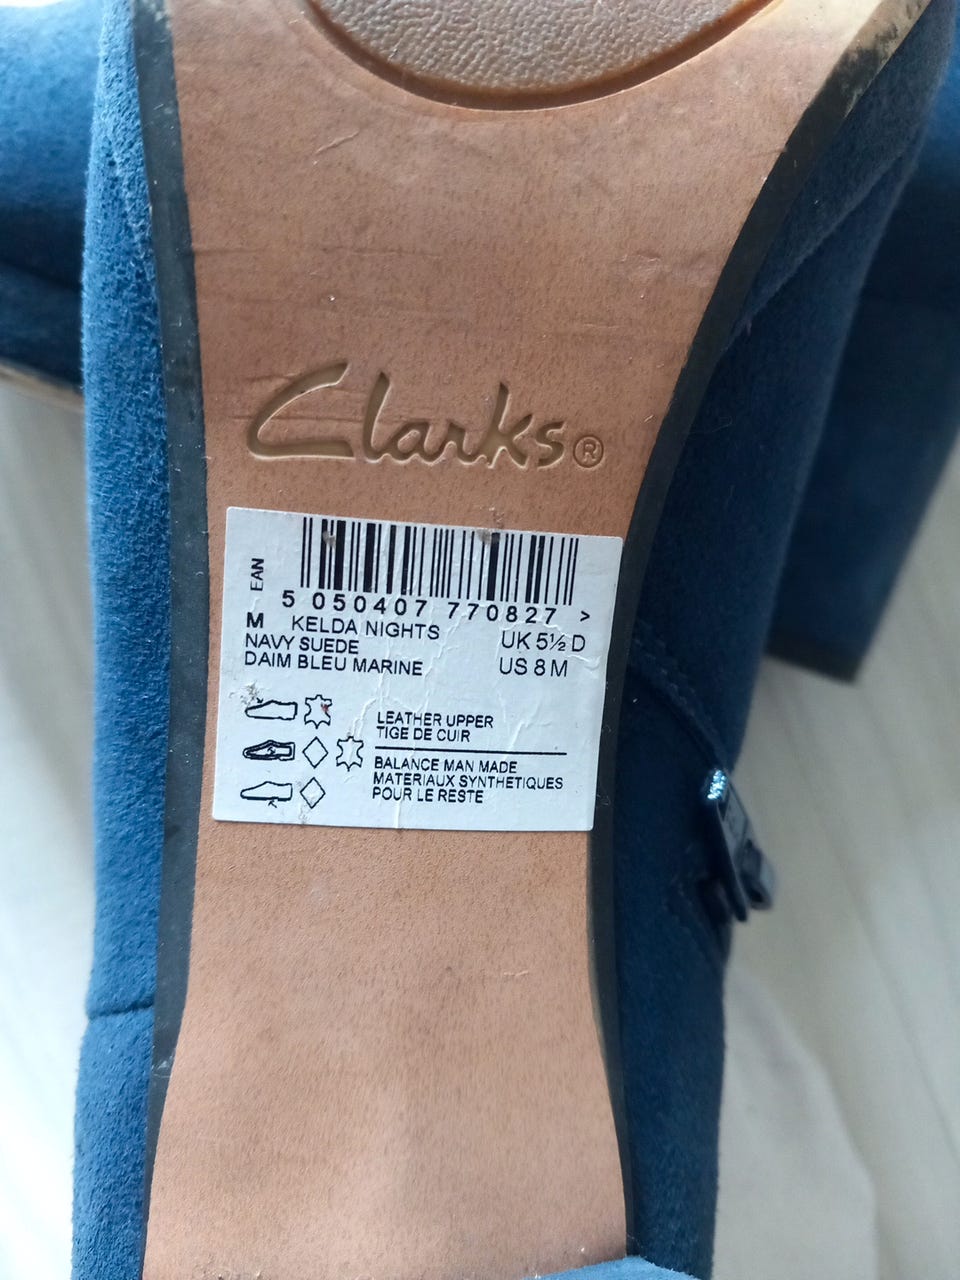 Clarks®
EAN
5 050407 770827 >
M KELDA NIGHTS UK 5½ D
NAVY SUEDE
DAIM BLEU MARINE US 8 M
LEATHER UPPER
TIGE DE CUIR
BALANCE MAN MADE
MATERIAUX SYNTHETIQUES
POUR LE RESTE